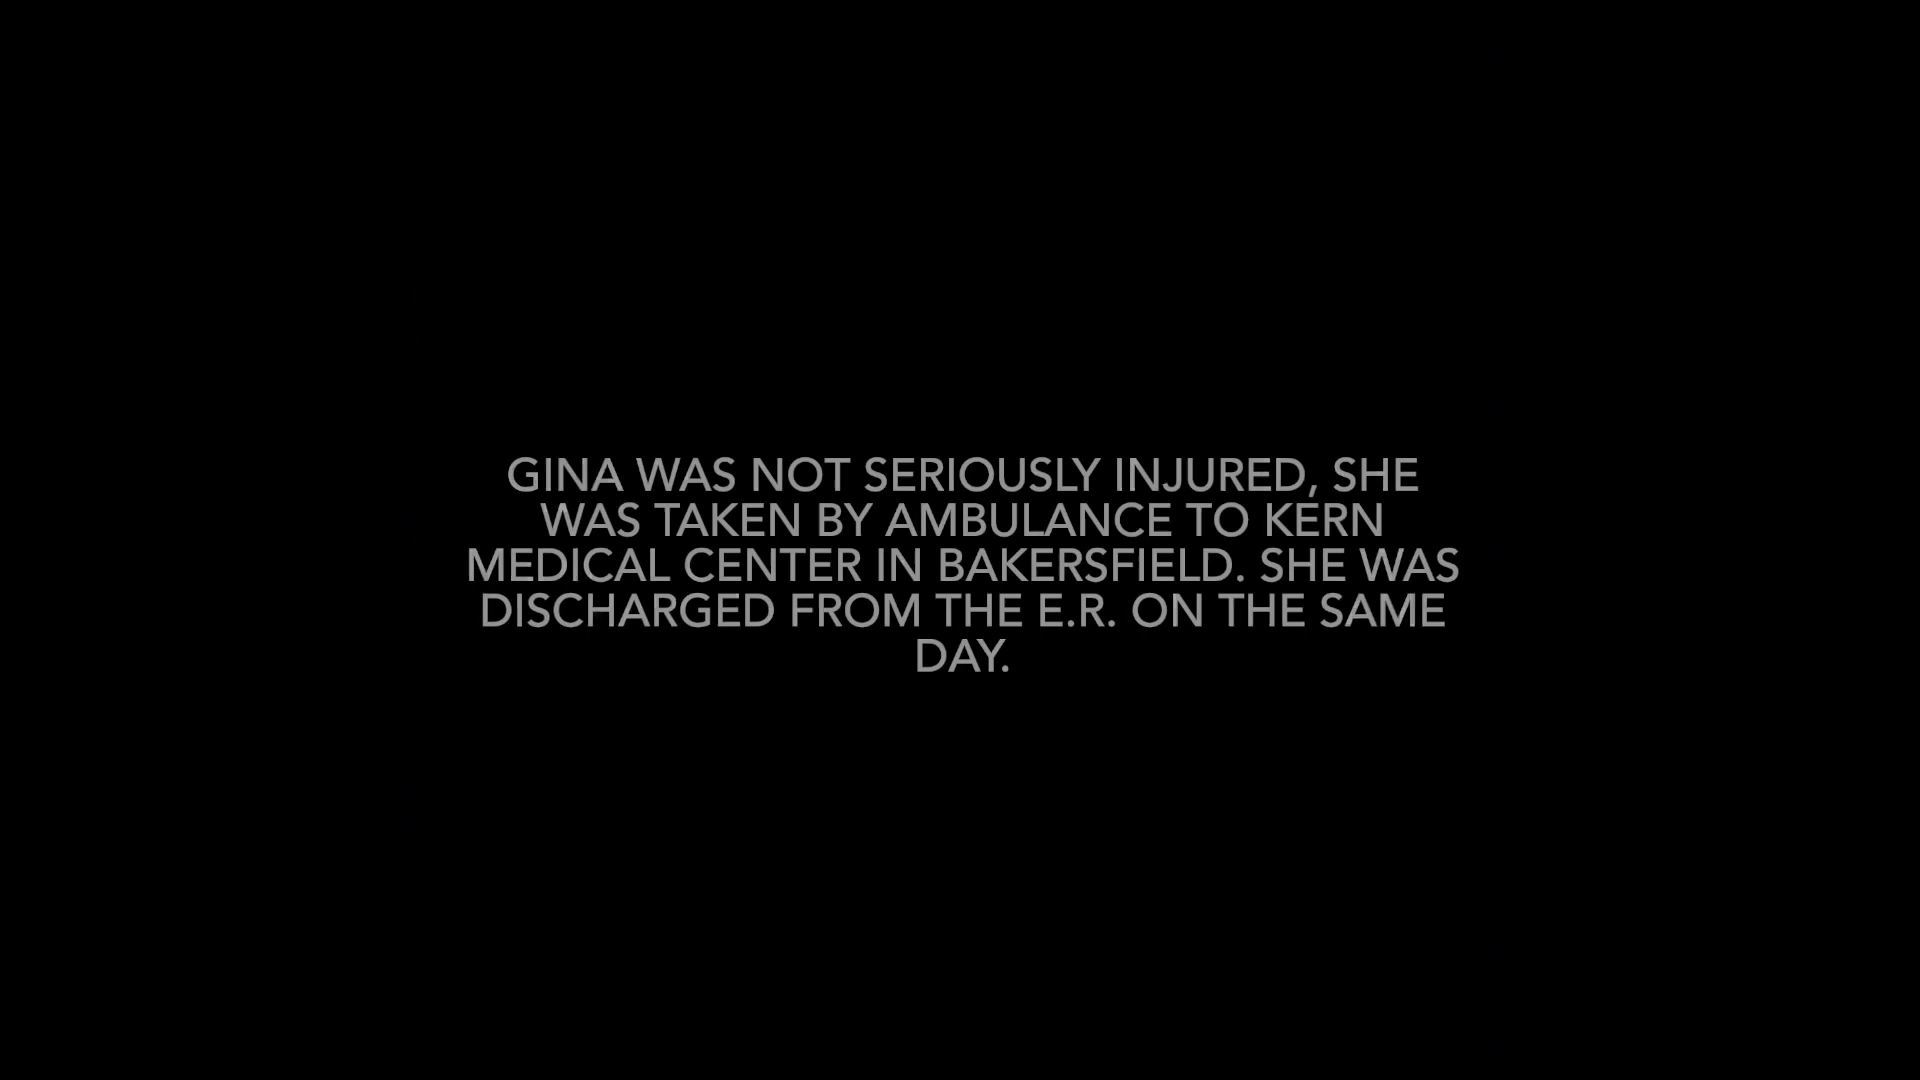 GINA WAS NOT SERIOUSLY INJURED, SHE
WAS TAKEN BY AMBULANCE TO KERN
MEDICAL CENTER IN BAKERSFIELD. SHE WAS
DISCHARGED FROM THE E.R. ON THE SAME
DAY.